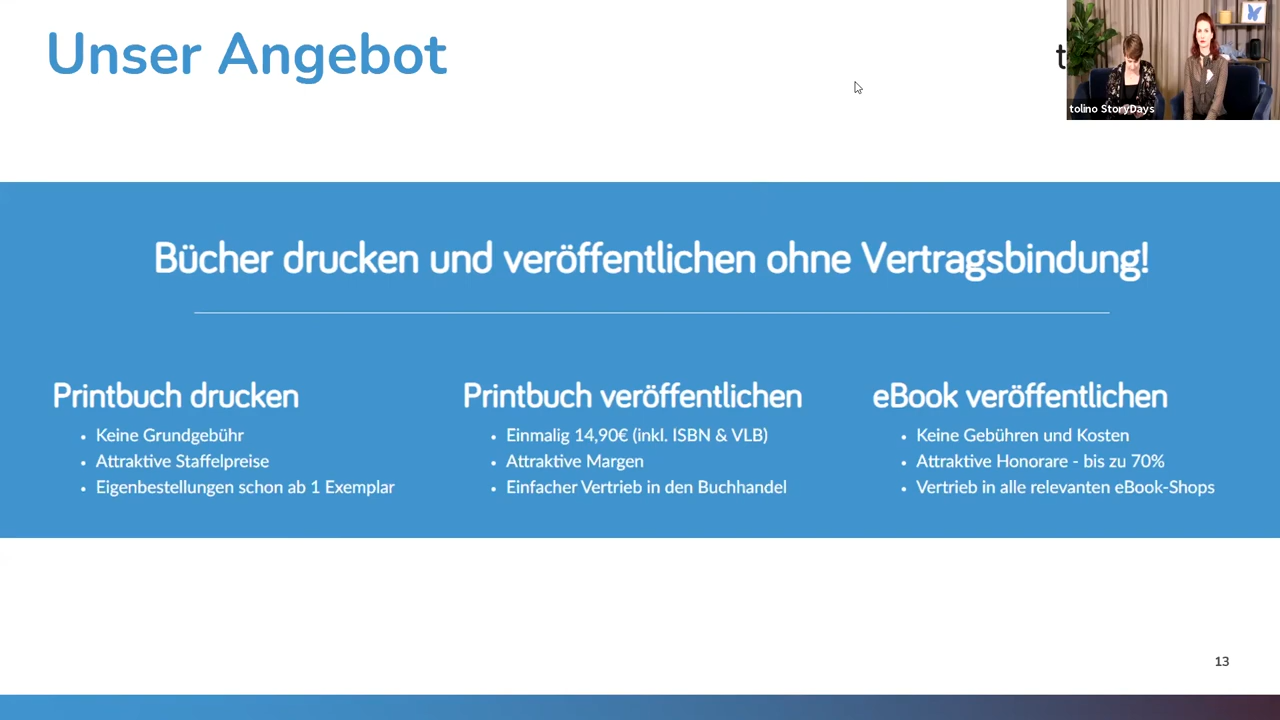 Unser Angebot
tolino StoryDays
Bücher drucken und veröffentlichen ohne Vertragsbindung!
Printbuch drucken
• Keine Grundgebühr
• Attraktive Staffelpreise
• Eigenbestellungen schon ab 1 Exemplar
Printbuch veröffentlichen
• Einmalig 14,90€ (inkl. ISBN & VLB)
• Attraktive Margen
• Einfacher Vertrieb in den Buchhandel
eBook veröffentlichen
• Keine Gebühren und Kosten
• Attraktive Honorare - bis zu 70%
• Vertrieb in alle relevanten eBook-Shops
13